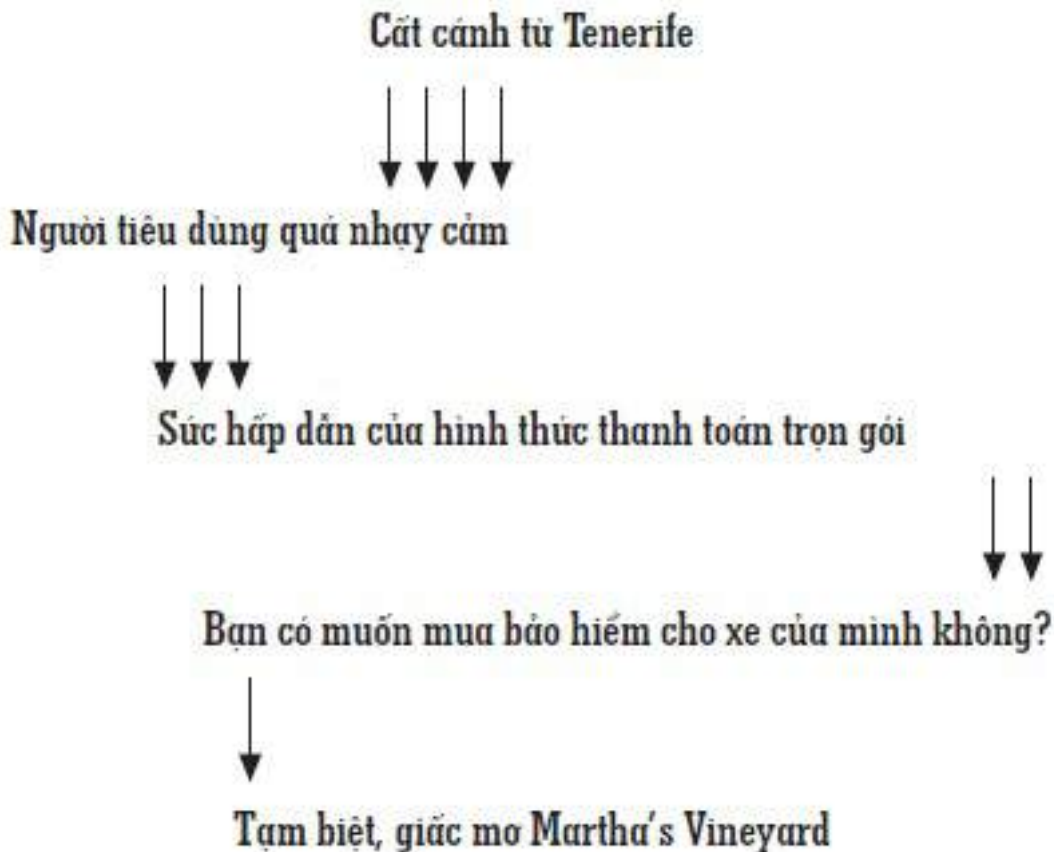 Cất cánh từ Tenerife
Người tiêu dùng quá nhạy cảm
Sức hấp dẫn của hình thức thanh toán trọn gói
Bạn có muốn mua bảo hiểm cho xe của mình không?
Tạm biệt, giấc mơ Martha's Vineyard